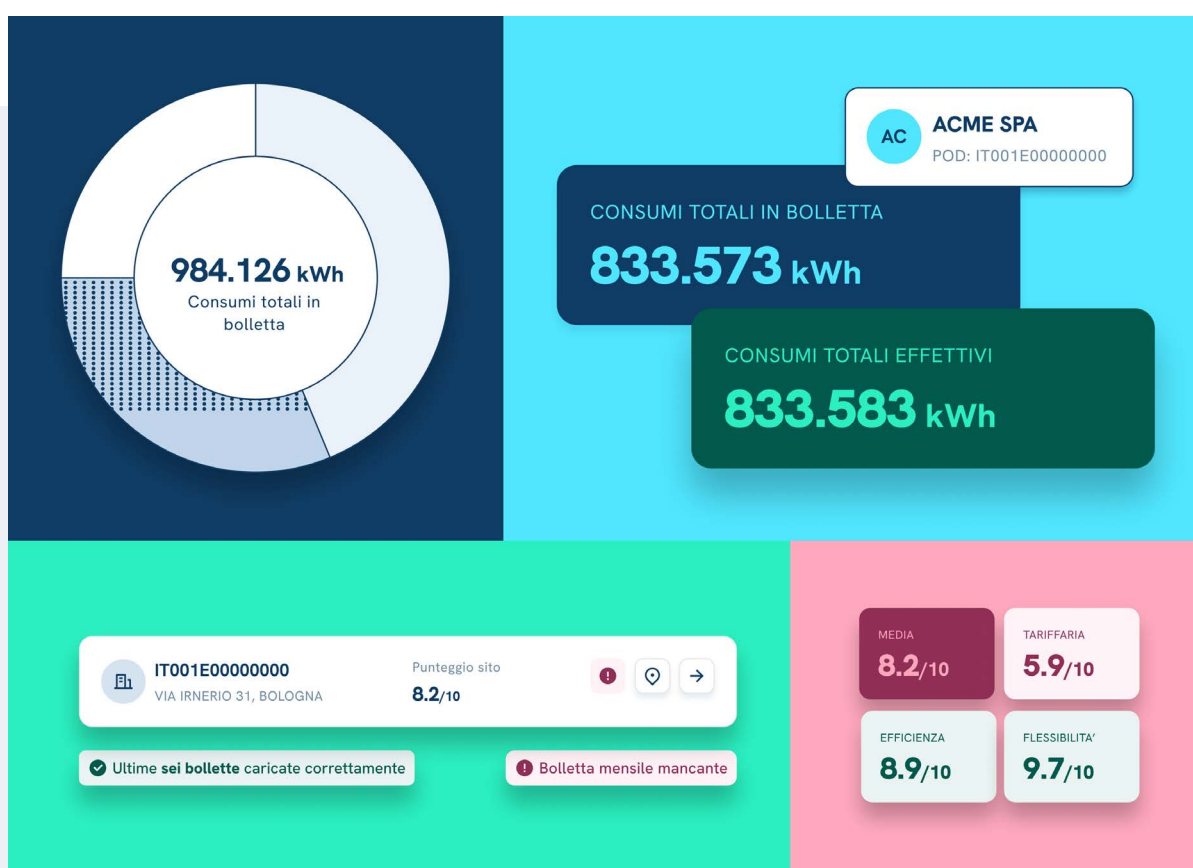 984.126 kWh
Consumi totali in
bolletta
AC
ACME SPA
POD: IT001E00000000
CONSUMI TOTALI IN BOLLETTA
833.573 kWh
CONSUMI TOTALI EFFETTIVI
833.583 kWh
IT001E00000000
VIA IRNERIO 31, BOLOGNA
Punteggio sito
8.2/10
Ultime sei bollette caricate correttamente
Bolletta mensile mancante
MEDIA
8.2/10
TARIFFARIA
5.9/10
EFFICIENZA
8.9/10
FLESSIBILITA’
9.7/10